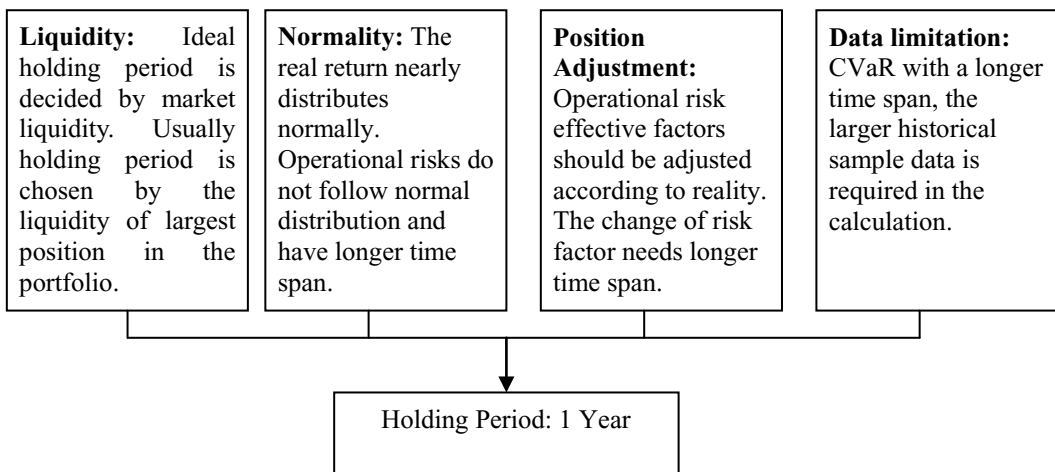 Liquidity: Ideal
holding period is
decided by market
liquidity. Usually
holding period is
chosen by the
liquidity of largest
position in the
portfolio.
Normality: The
real return nearly
distributes
normally.
Operational risks do
not follow normal
distribution and
have longer time
span.
Position
Adjustment:
Operational risk
effective factors
should be adjusted
according to reality.
The change of risk
factor needs longer
time span.
Data limitation:
CVaR with a longer
time span, the
larger historical
sample data is
required in the
calculation.
Holding Period: 1 Year